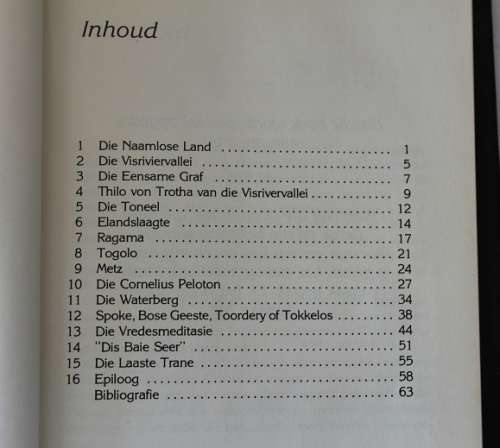 Inhoud
1 Die Naamlose Land ............................ 1
2 Die Visriviervallei ............................ 5
3 Die Eensame Graf ............................ 7
4 Thilo von Trotha van die Visrivervallei ............ 9
5 Die Toneel ............................ 12
6 Elandslaagte ............................ 14
7 Ragama ............................ 17
8 Togolo ............................ 21
9 Metz ............................ 24
10 Die Cornelius Peloton ............................ 27
11 Die Waterberg ............................ 34
12 Spoke, Bose Geeste, Toordery of Tokkelos ........ 38
13 Die Vredesmeditasie ............................ 44
14 "Dis Baie Seer" ............................ 51
15 Die Laaste Trane ............................ 55
16 Epiloog ............................ 58
Bibliografie ............................ 63